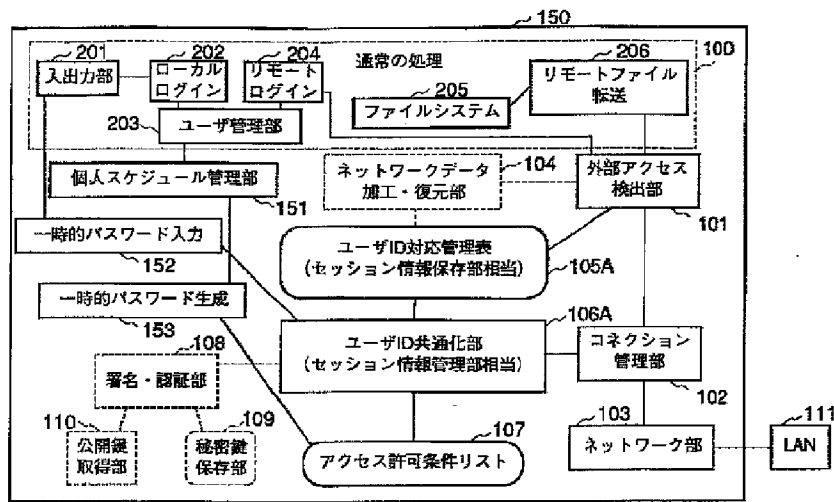 150
201
202
204
通常の処理
206
100
入出力部
ローカル
ログイン
リモート
ログイン
205
リモートファイル
転送
ファイルシステム
203
ユーザ管理部
ネットワークデータ
加工・復元部
104
外部アクセス
検出部
個人スケジュール管理部
151
101
一時的パスワード入力
152
ユーザID対応管理表
(セッション情報保存部相当)
105A
一時的パスワード生成
153
106A
108
ユーザID共通化部
(セッション情報管理部相当)
コネクション
管理部
署名・認証部
102
110
109
107
103
111
公開鍵
取得部
秘密鍵
保存部
アクセス許可条件リスト
ネットワーク部
LAN